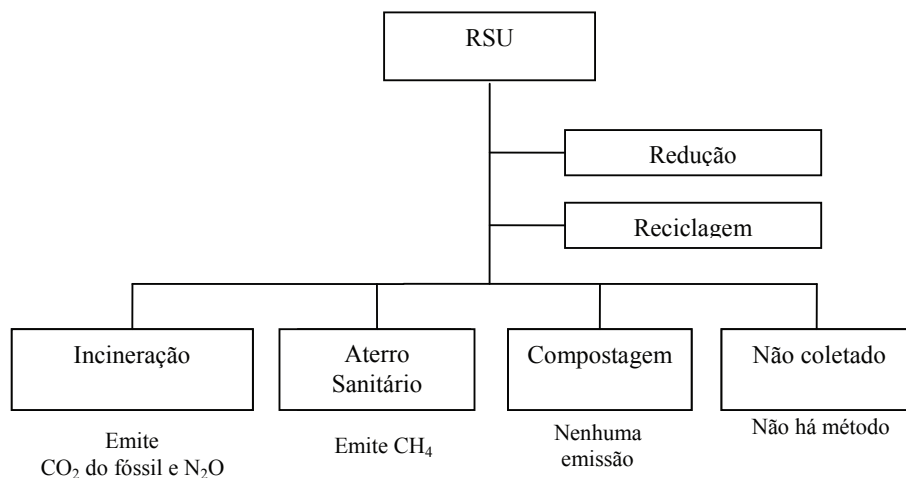 RSU
Redução
Reciclagem
Incineração
Aterro
Sanitário
Compostagem
Não coletado
Emite
CO₂ do fóssil e N₂O
Emite CH₄
Nenhuma
emissão
Não há método